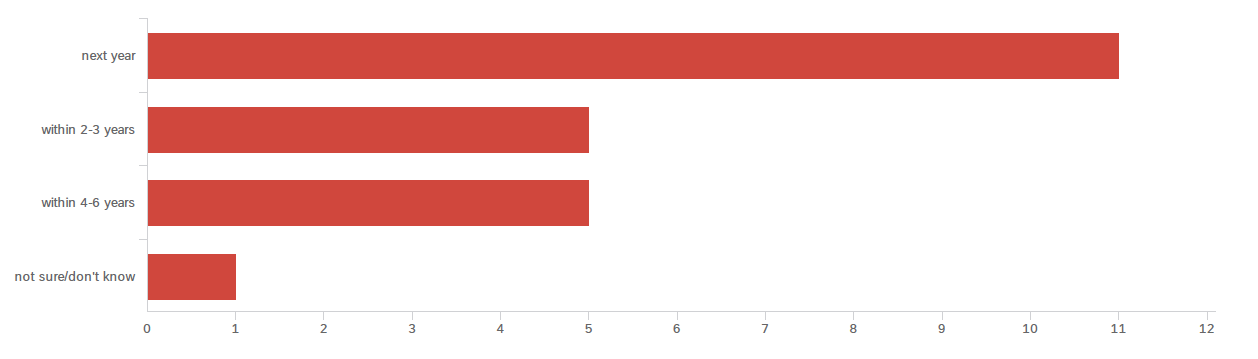 next year
within 2-3 years
within 4-6 years
not sure/don't know
0 1 2 3 4 5 6 7 8 9 10 11 12